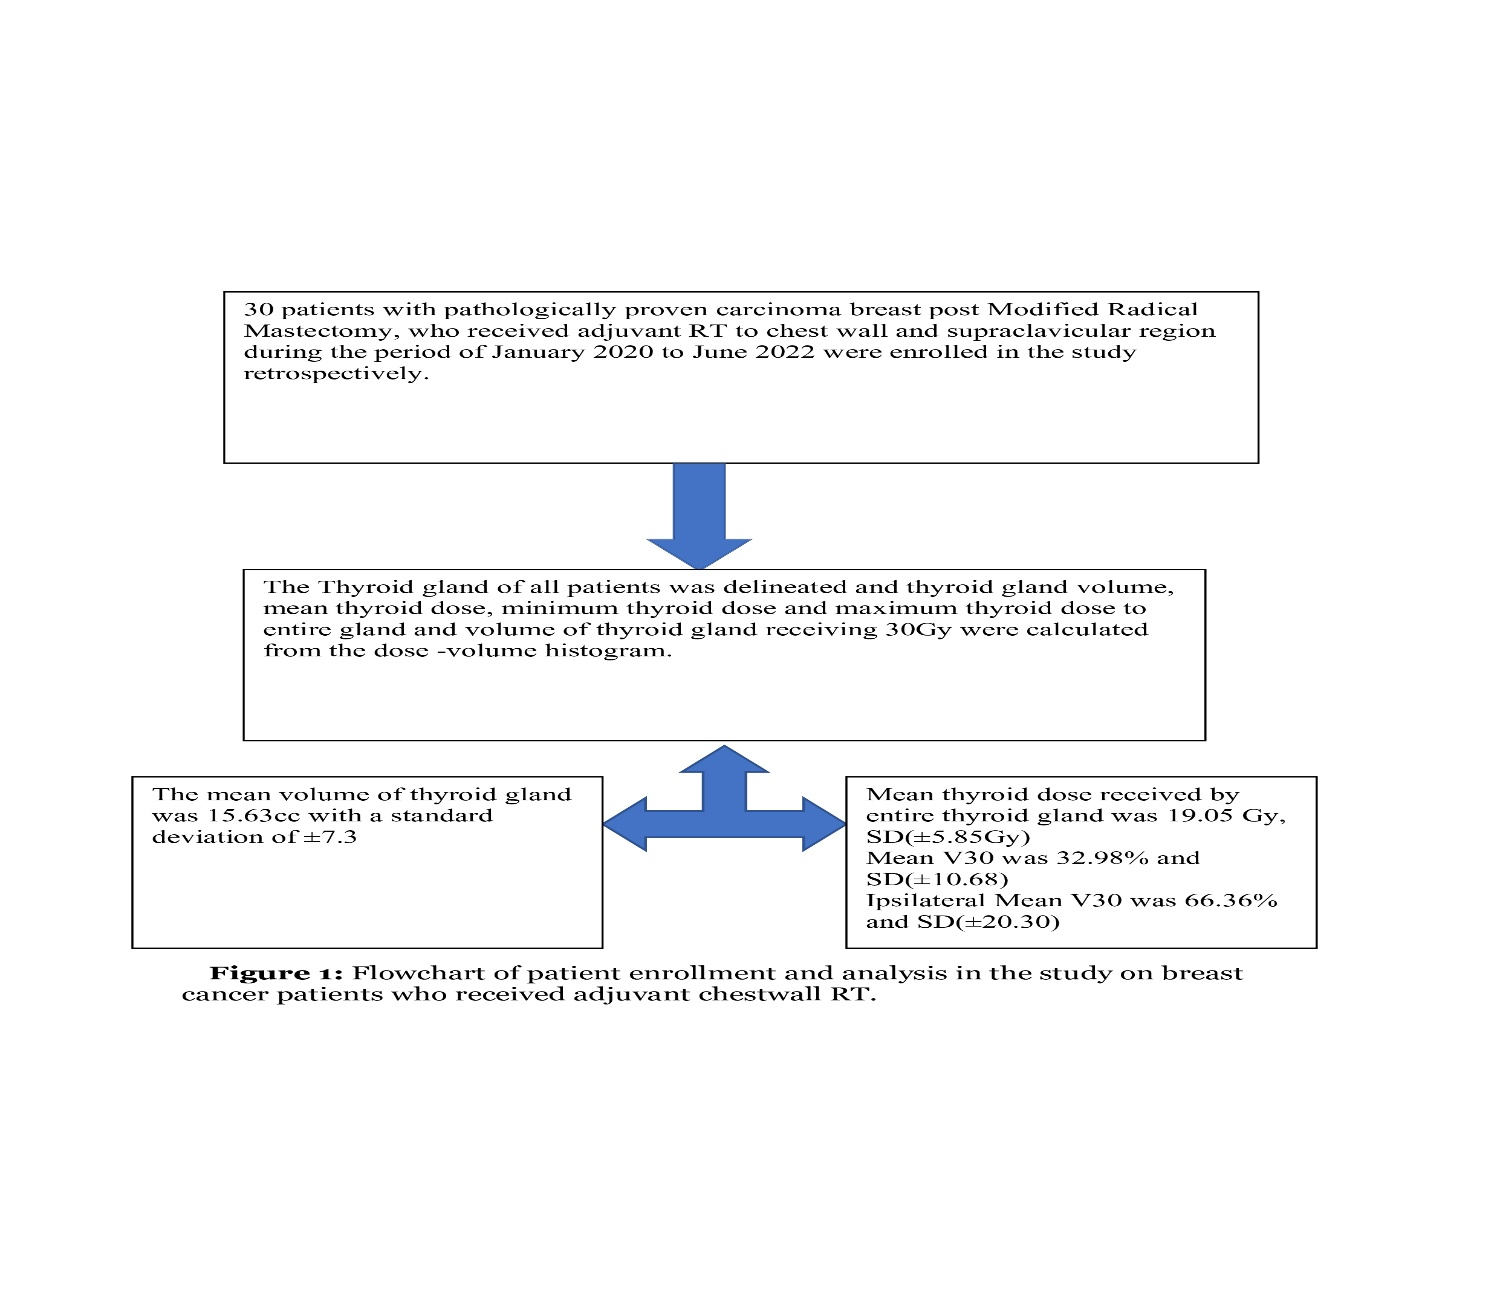 30 patients with pathologically proven carcinoma breast post Modified Radical
Mastectomy, who received adjuvant RT to chest wall and supraclavicular region
during the period of January 2020 to June 2022 were enrolled in the study
retrospectively.
The Thyroid gland of all patients was delineated and thyroid gland volume,
mean thyroid dose, minimum thyroid dose and maximum thyroid dose to
entire gland and volume of thyroid gland receiving 30Gy were calculated
from the dose -volume histogram.
The mean volume of thyroid gland
was 15.63cc with a standard
deviation of ±7.3
Mean thyroid dose received by
entire thyroid gland was 19.05 Gy,
SD(±5.85Gy)
Mean V30 was 32.98% and
SD(±10.68)
Ipsilateral Mean V30 was 66.36%
and SD(±20.30)
Figure 1: Flowchart of patient enrollment and analysis in the study on breast
cancer patients who received adjuvant chestwall RT.